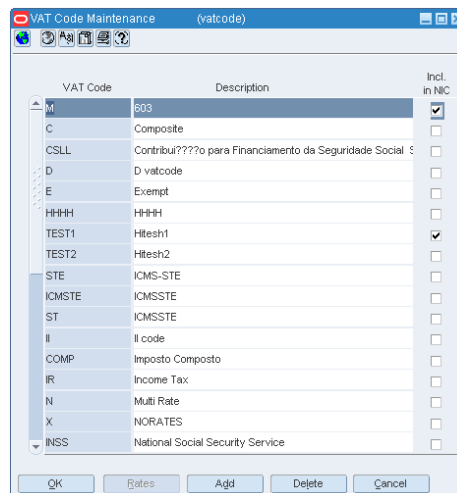 VAT Code Maintenance (vatcode)
VAT Code Description Incl. in NIC
M 603
C Composite
CSLL Contribui????o para Financiamento da Seguridade Social S
D D vatcode
E Exempt
HHHH HHHH
TEST1 Hitesh1
TEST2 Hitesh2
STE ICMS-STE
ICMSTE ICMSSTE
ST ICMSSTE
II II code
COMP Imposto Composto
IR Income Tax
N Multi Rate
X NORATES
INSS National Social Security Service
OK Rates Add Delete Cancel